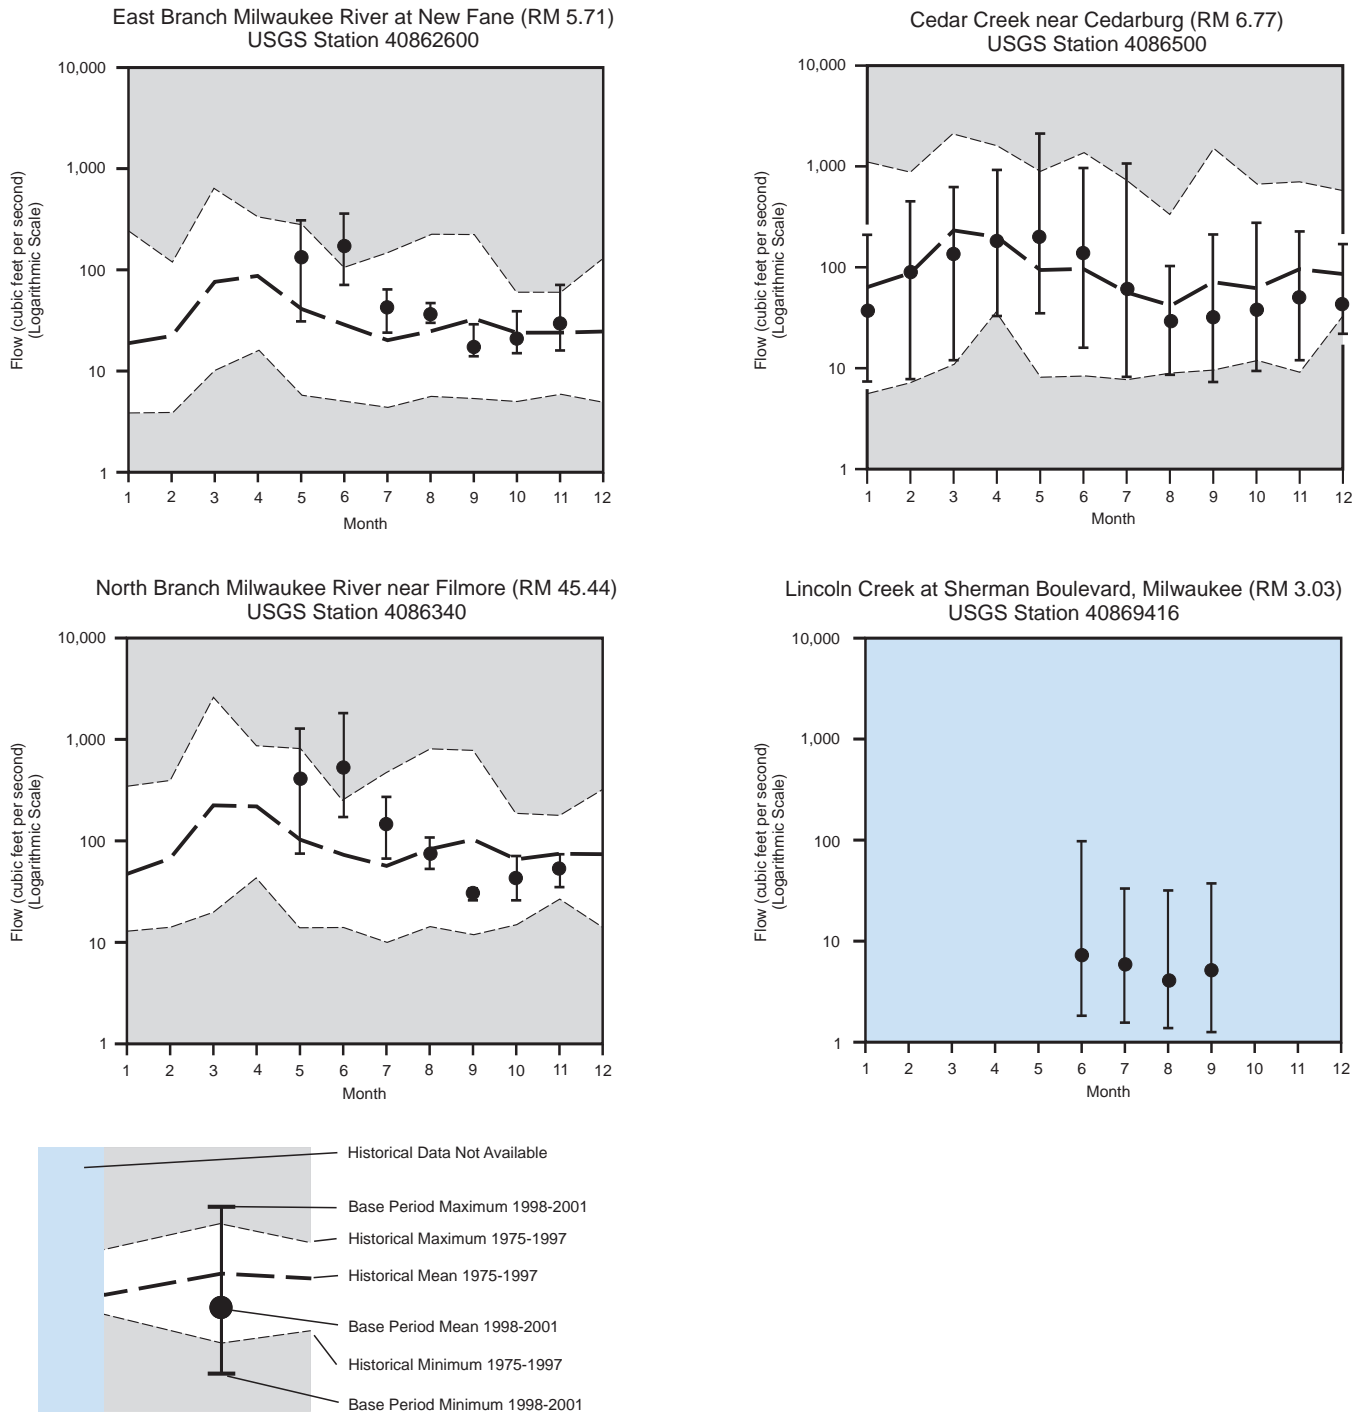 East Branch Milwaukee River at New Fane (RM 5.71)
USGS Station 40862600
10,000
1,000
100
10
1
Flow (cubic feet per second)
(Logarithmic Scale)
1 2 3 4 5 6 7 8 9 10 11 12
Month
Cedar Creek near Cedarburg (RM 6.77)
USGS Station 4086500
10,000
1,000
100
10
1
Flow (cubic feet per second)
(Logarithmic Scale)
1 2 3 4 5 6 7 8 9 10 11 12
Month
North Branch Milwaukee River near Filmore (RM 45.44)
USGS Station 4086340
10,000
1,000
100
10
1
Flow (cubic feet per second)
(Logarithmic Scale)
1 2 3 4 5 6 7 8 9 10 11 12
Month
Lincoln Creek at Sherman Boulevard, Milwaukee (RM 3.03)
USGS Station 40869416
10,000
1,000
100
10
1
Flow (cubic feet per second)
(Logarithmic Scale)
1 2 3 4 5 6 7 8 9 10 11 12
Month
Historical Data Not Available
Base Period Maximum 1998-2001
Historical Maximum 1975-1997
Historical Mean 1975-1997
Base Period Mean 1998-2001
Historical Minimum 1975-1997
Base Period Minimum 1998-2001